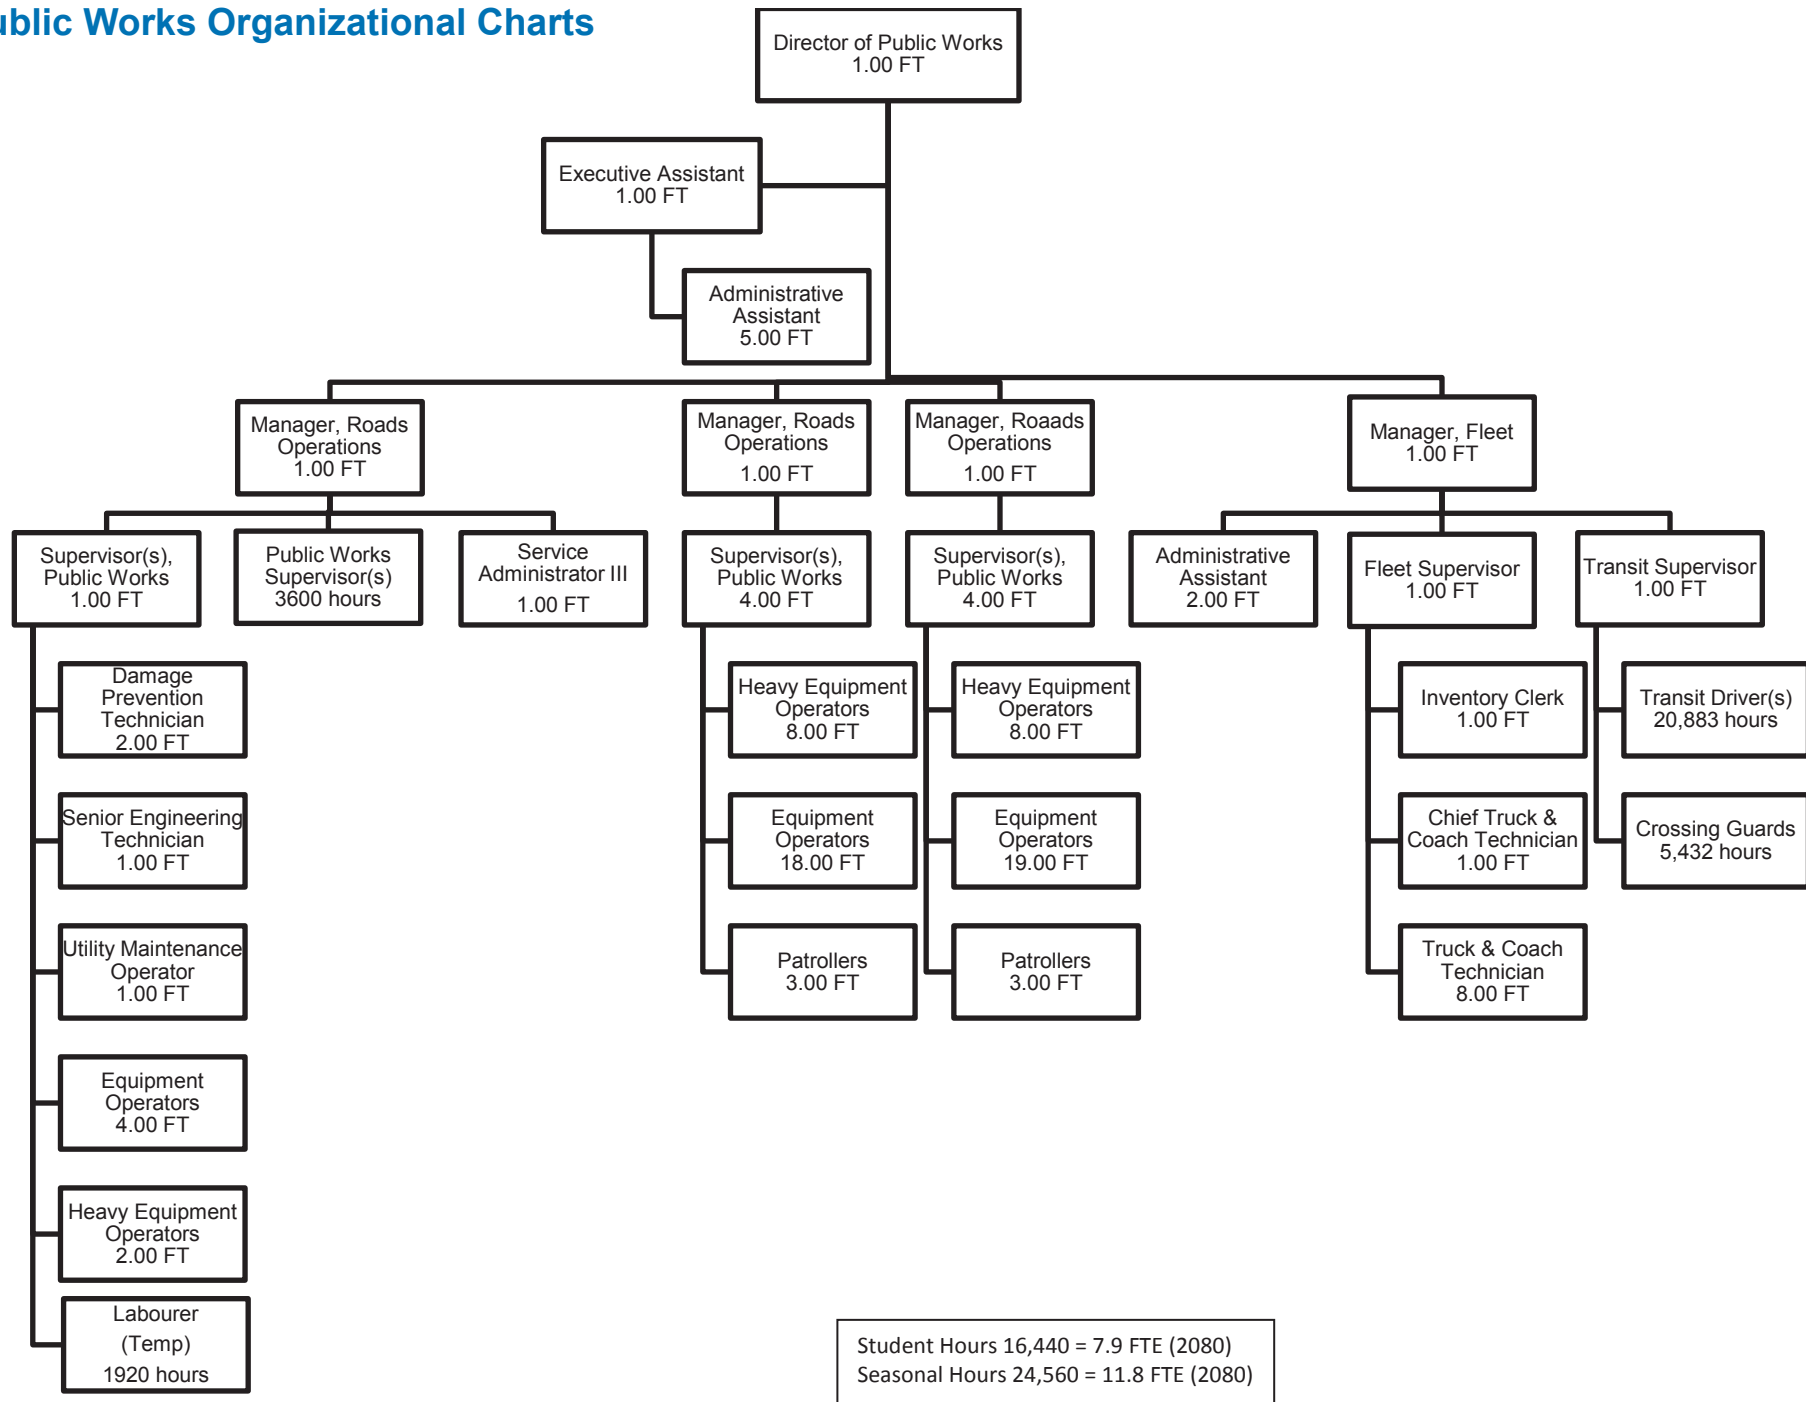 ublic Works Organizational Charts
Director of Public Works
1.00 FT
Executive Assistant
1.00 FT
Administrative
Assistant
5.00 FT
Manager, Roads
Operations
1.00 FT
Manager, Roads
Operations
1.00 FT
Manager, Roaads
Operations
1.00 FT
Manager, Fleet
1.00 FT
Supervisor(s),
Public Works
1.00 FT
Public Works
Supervisor(s)
3600 hours
Service
Administrator III
1.00 FT
Supervisor(s),
Public Works
4.00 FT
Supervisor(s),
Public Works
4.00 FT
Administrative
Assistant
2.00 FT
Fleet Supervisor
1.00 FT
Transit Supervisor
1.00 FT
Damage
Prevention
Technician
2.00 FT
Senior Engineering
Technician
1.00 FT
Utility Maintenance
Operator
1.00 FT
Equipment
Operators
4.00 FT
Heavy Equipment
Operators
2.00 FT
Labourer
(Temp)
1920 hours
Heavy Equipment
Operators
8.00 FT
Equipment
Operators
18.00 FT
Patrollers
3.00 FT
Heavy Equipment
Operators
8.00 FT
Equipment
Operators
19.00 FT
Patrollers
3.00 FT
Inventory Clerk
1.00 FT
Chief Truck &
Coach Technician
1.00 FT
Truck & Coach
Technician
8.00 FT
Transit Driver(s)
20,883 hours
Crossing Guards
5,432 hours
Student Hours 16,440 = 7.9 FTE (2080)
Seasonal Hours 24,560 = 11.8 FTE (2080)